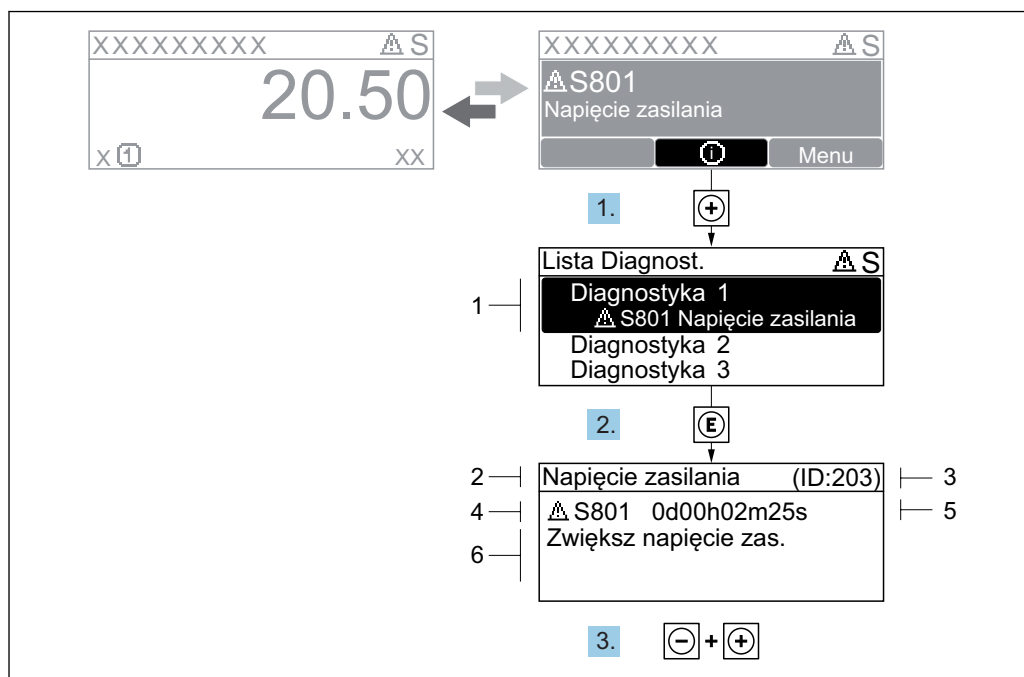 XXXXXXXXX ⚠ S
20.50
X 1 XX
XXXXXXXXX ⚠ S
⚠ S801
Napięcie zasilania
i Menu
1. +
Lista Diagnost. ⚠ S
1
Diagnostyka 1
⚠ S801 Napięcie zasilania
Diagnostyka 2
Diagnostyka 3
2. E
2 Napięcie zasilania (ID:203) 3
4 ⚠ S801 0d00h02m25s 5
6 Zwiększ napięcie zas.
3. - + +